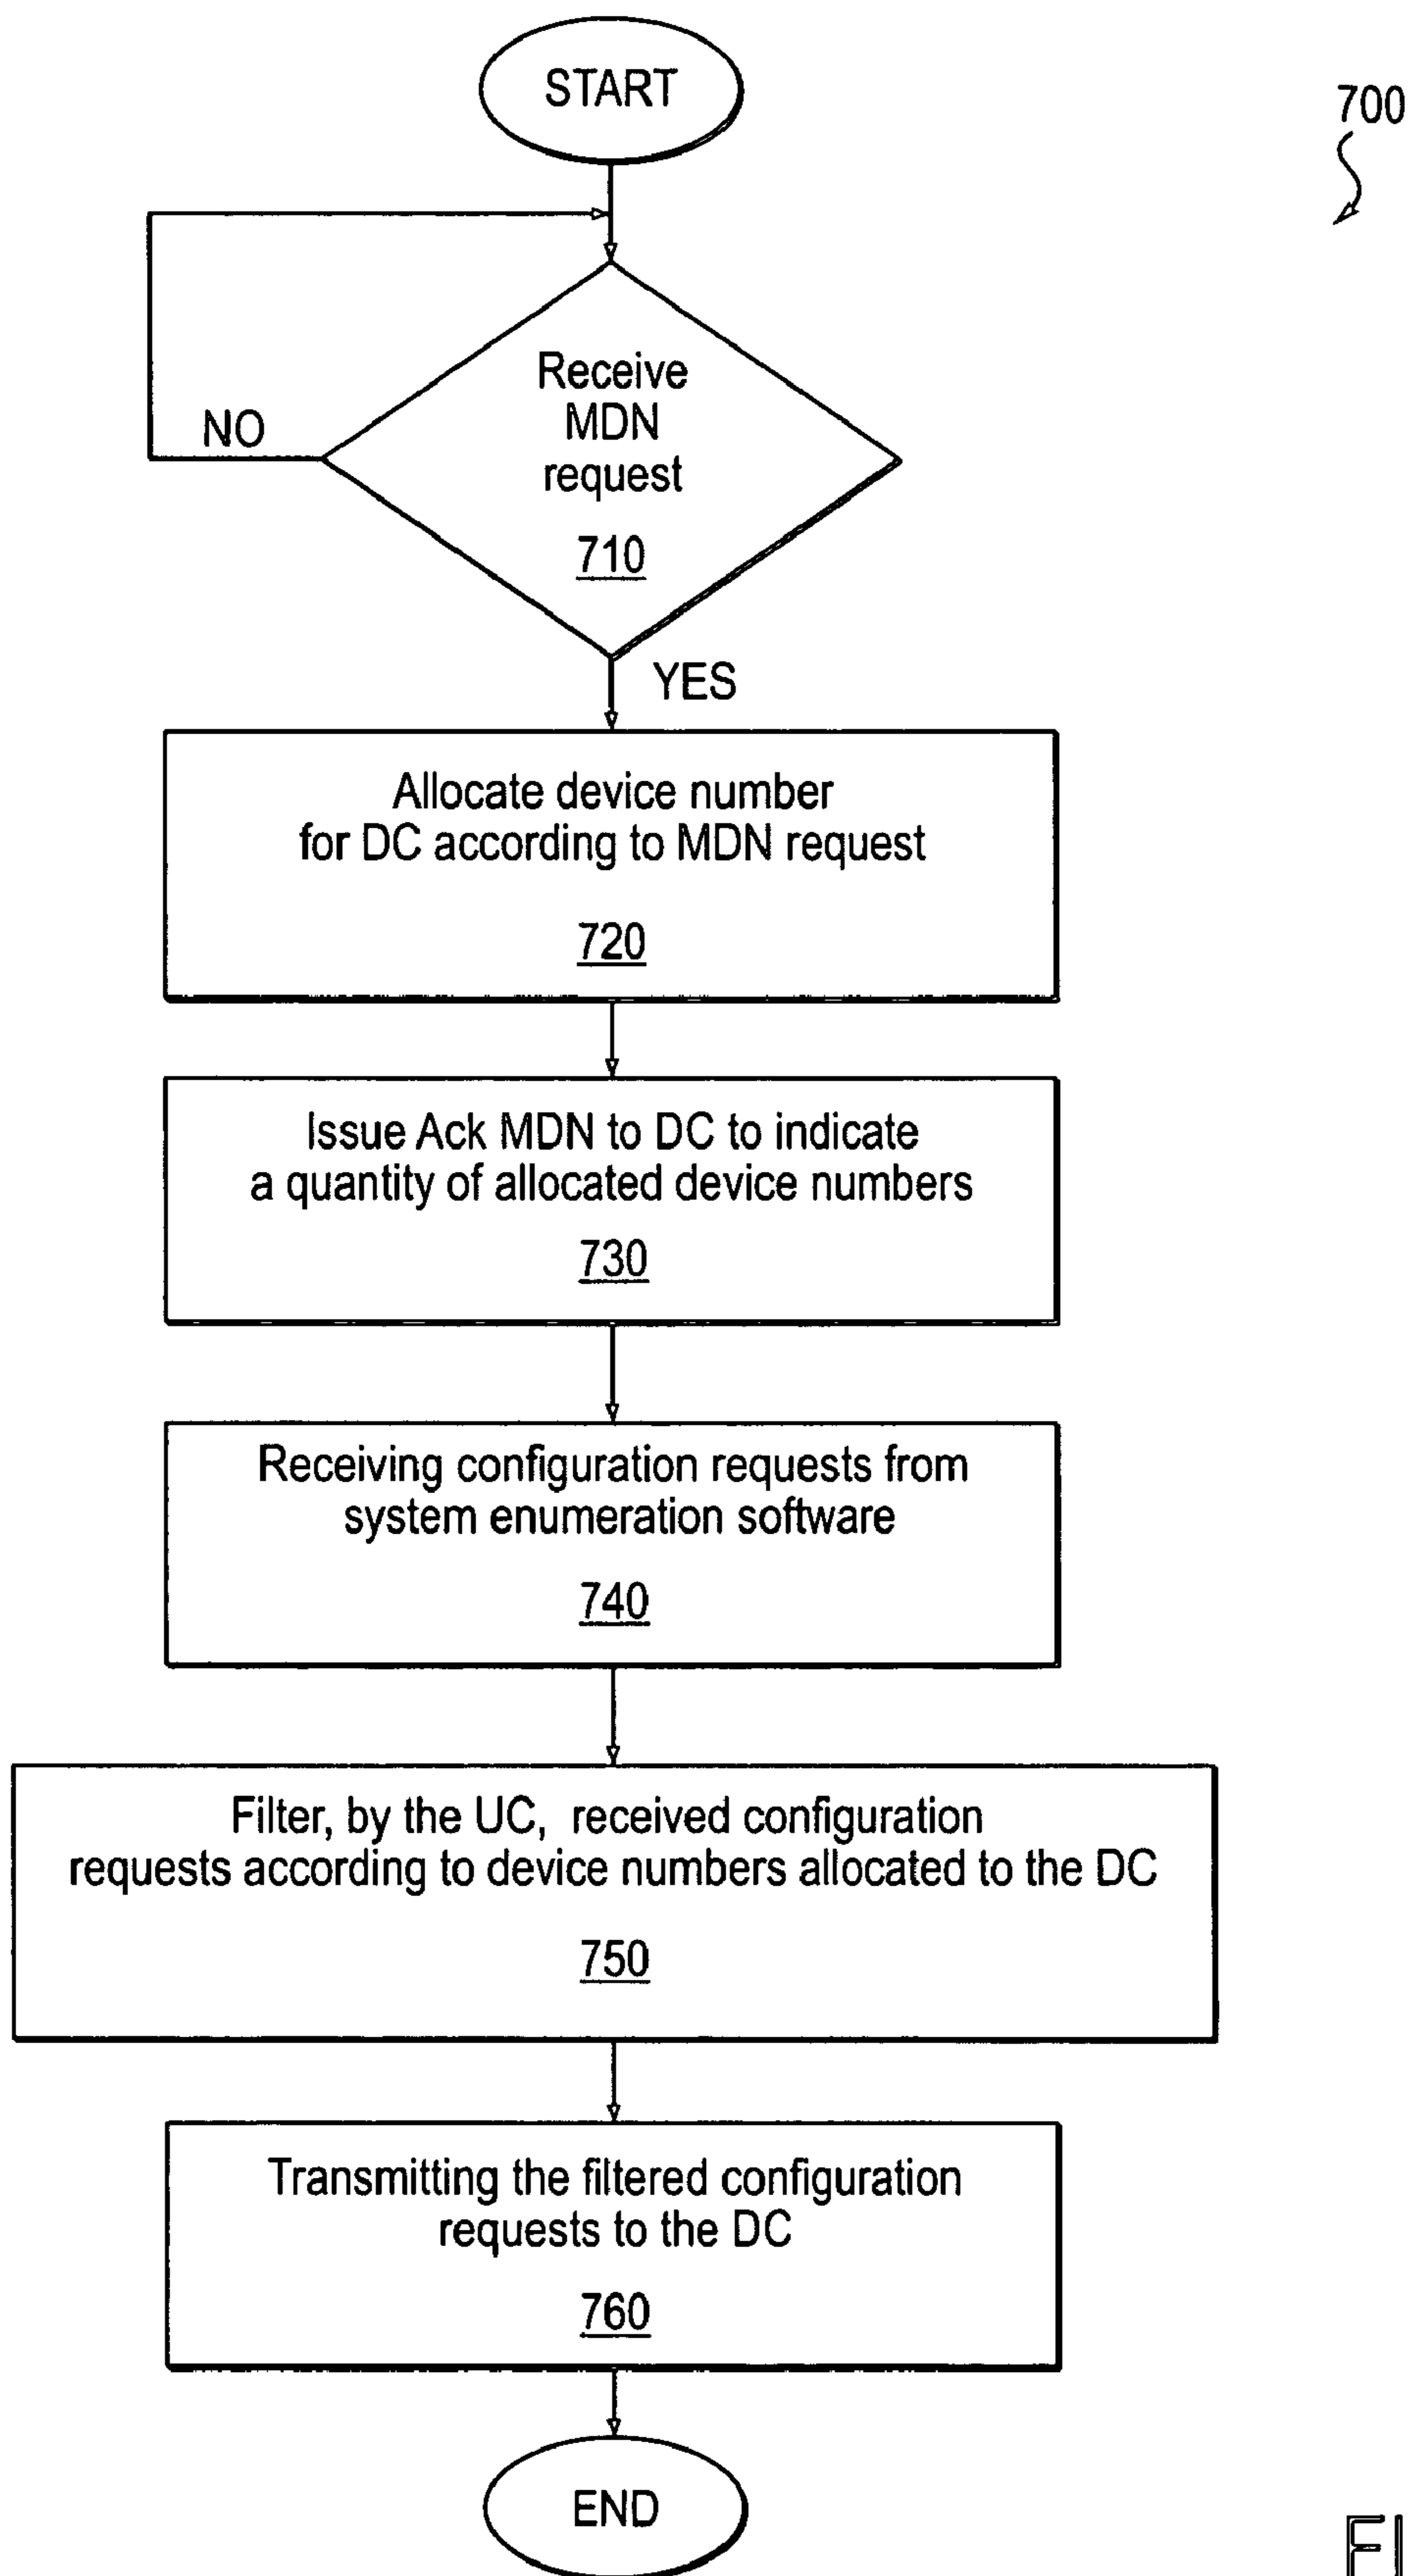 START
700
Receive
MDN
request
710
NO
YES
Allocate device number
for DC according to MDN request
720
Issue Ack MDN to DC to indicate
a quantity of allocated device numbers
730
Receiving configuration requests from
system enumeration software
740
Filter, by the UC, received configuration
requests according to device numbers allocated to the DC
750
Transmitting the filtered configuration
requests to the DC
760
END